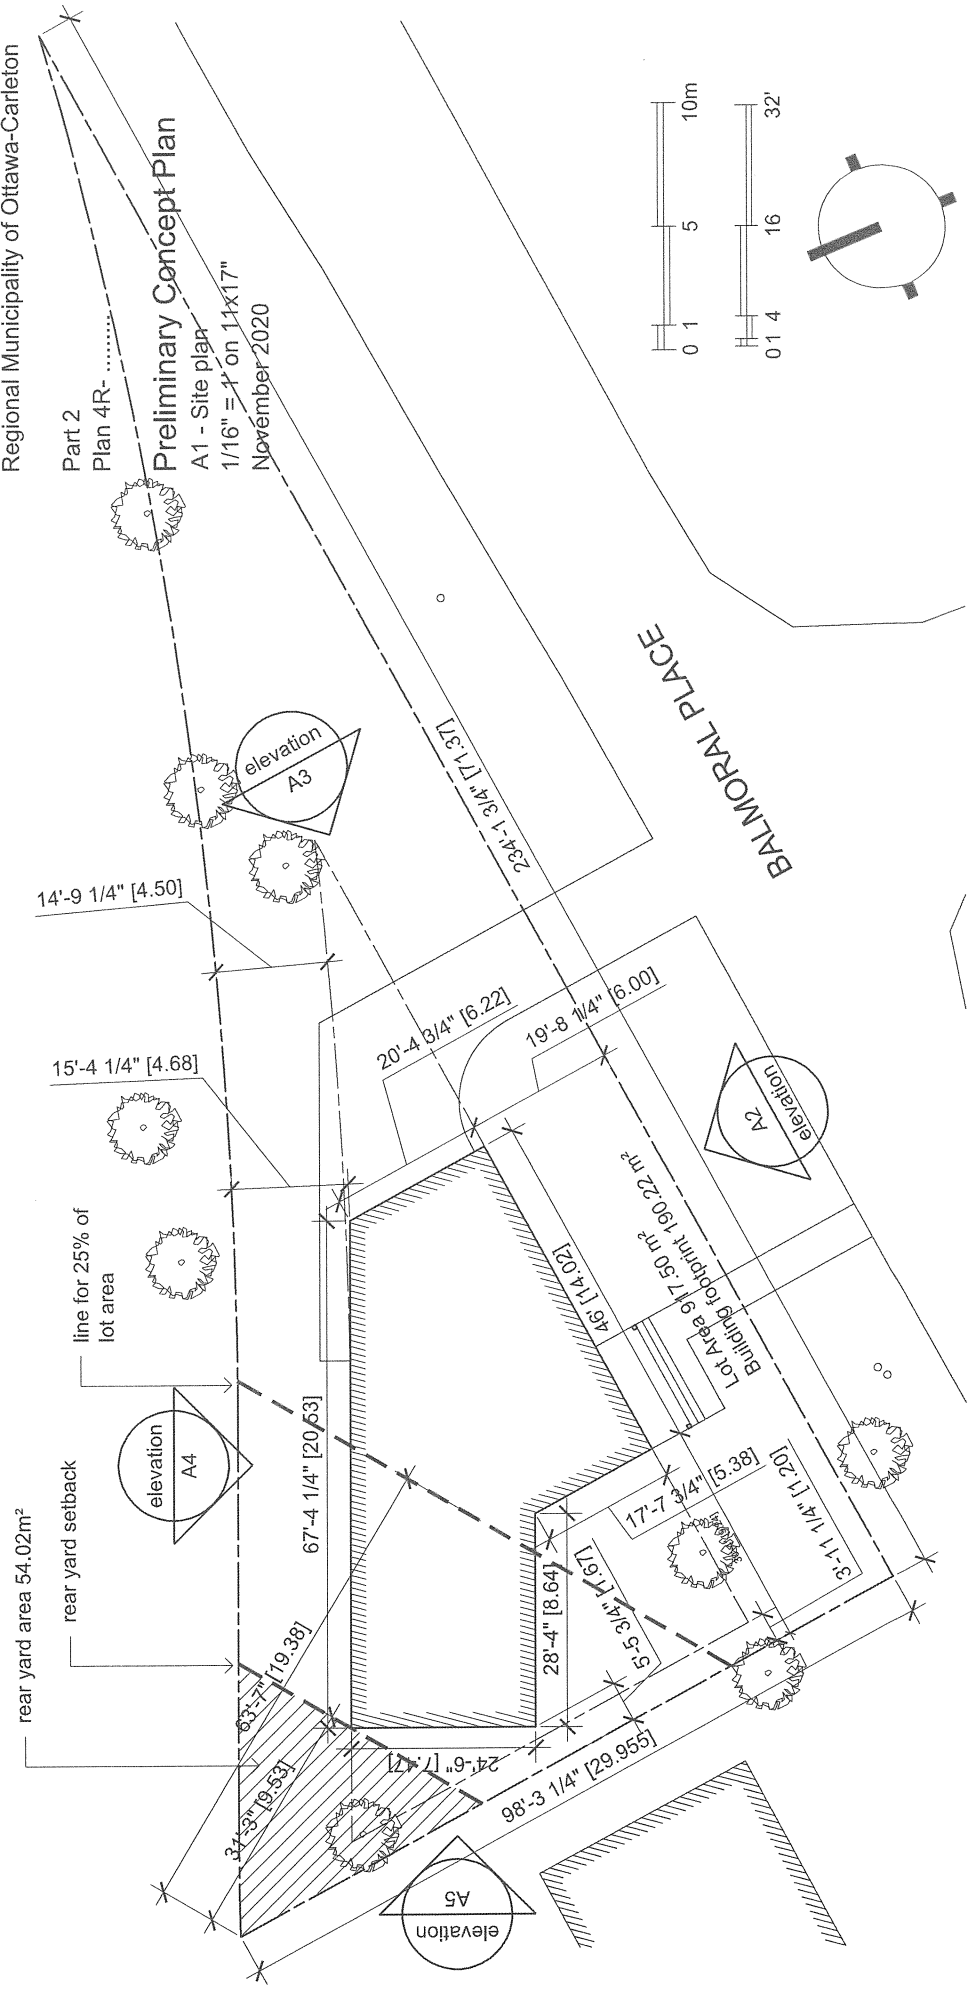 Regional Municipality of Ottawa-Carleton
Part 2
Plan 4R- ..........
Preliminary Concept Plan
A1 - Site plan
1/16" = 1' on 11x17"
November 2020
0 1 5 10m
0 1 4 16 32'
elevation
A3
234'-1 3/4" [71.37]
BALMORAL PLACE
14'-9 1/4" [4.50]
15'-4 1/4" [4.68]
20'-4 3/4" [6.22]
19'-8 1/4" [6.00]
elevation
A2
line for 25% of
lot area
46' [14.02]
Lot Area 917.50 m²
Building footprint 190.22 m²
elevation
A4
rear yard setback
rear yard area 54.02m²
67'-4 1/4" [20.53]
63'-7" [19.38]
31'-3" [9.53]
24'-6" [7.47]
28'-4" [8.64]
5'-5 3/4" [1.67]
17'-7 3/4" [5.38]
3'-11 1/4" [1.20]
98'-3 1/4" [29.955]
elevation
A5